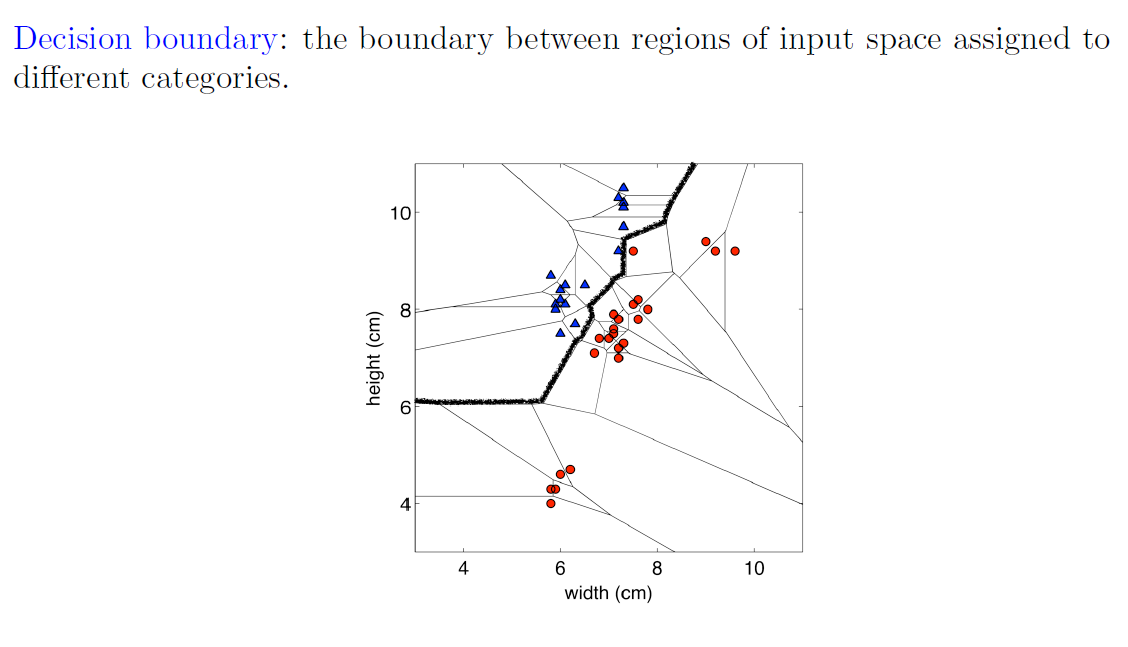 Decision boundary: the boundary between regions of input space assigned to
different categories.
10
8
6
4
height (cm)
4 6 8 10
width (cm)